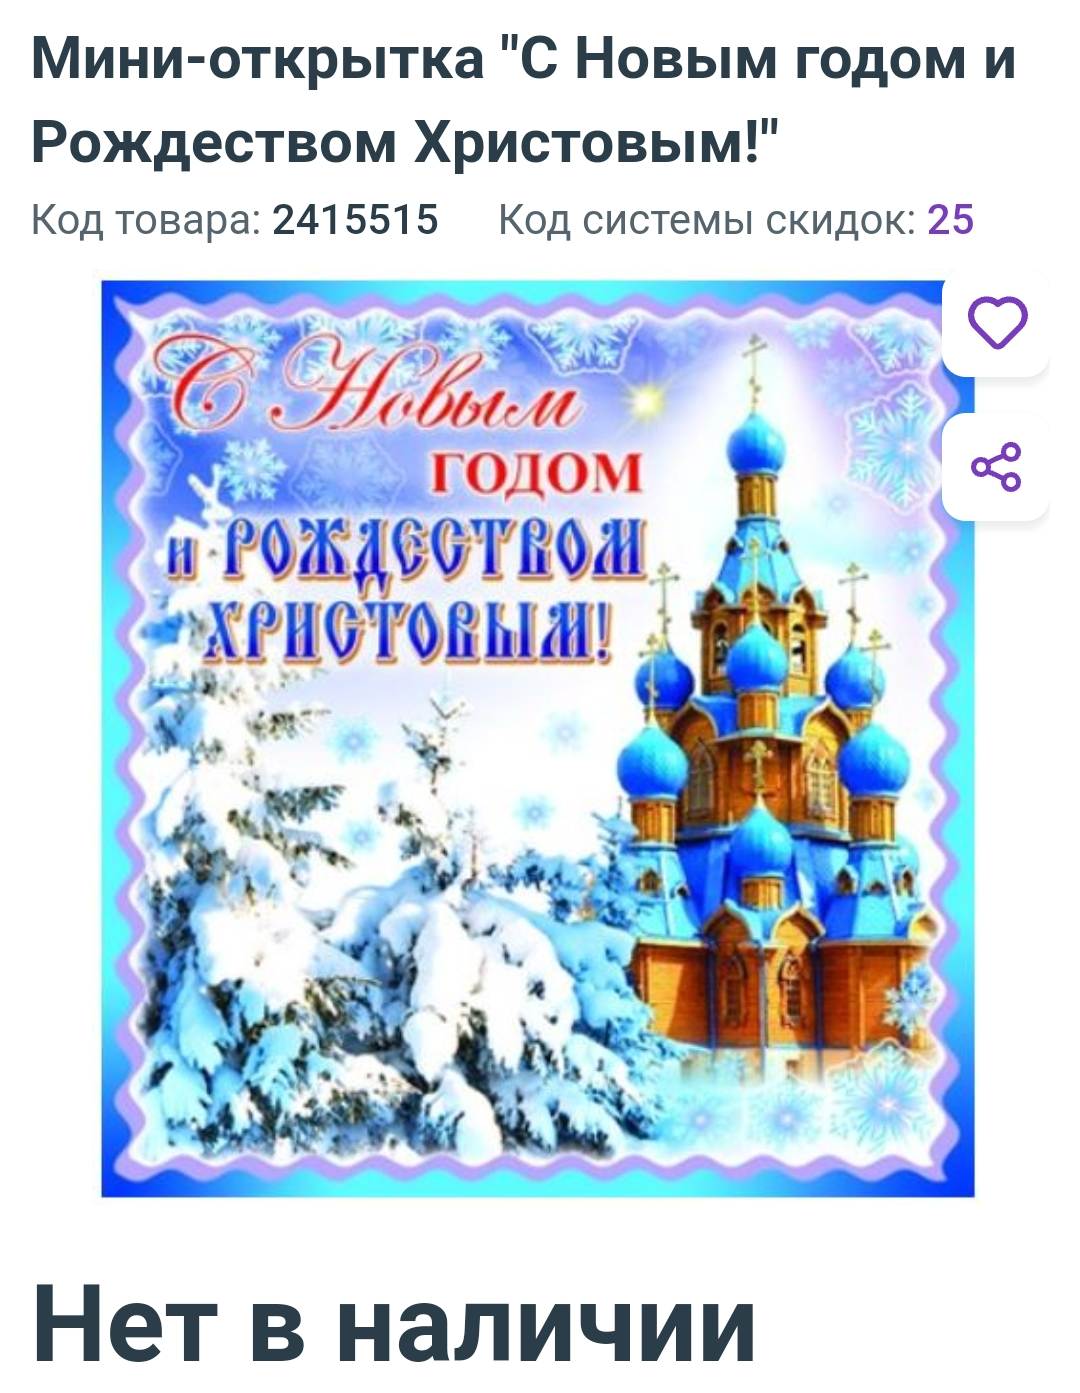 Мини-открытка "С Новым годом и
Рождеством Христовым!"
Код товара: 2415515 Код системы скидок: 25
С Новым
годом
и РОЖДЕСТВОМ
ХРИСТОВЫМ!
Нет в наличии